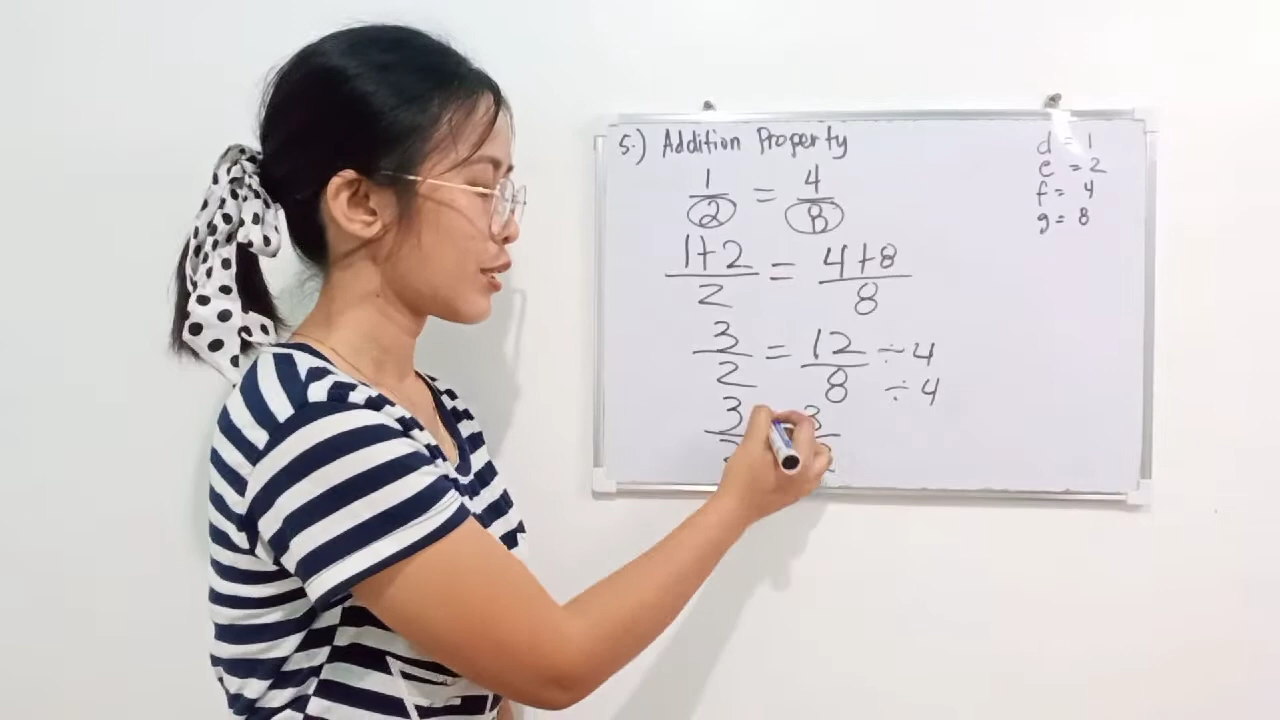 5.) Addition Property
d = 1
e = 2
f = 4
g = 8
1/2 = 4/8
1+2/2 = 4+8/8
3/2 = 12/8 ÷4 ÷4
3 3